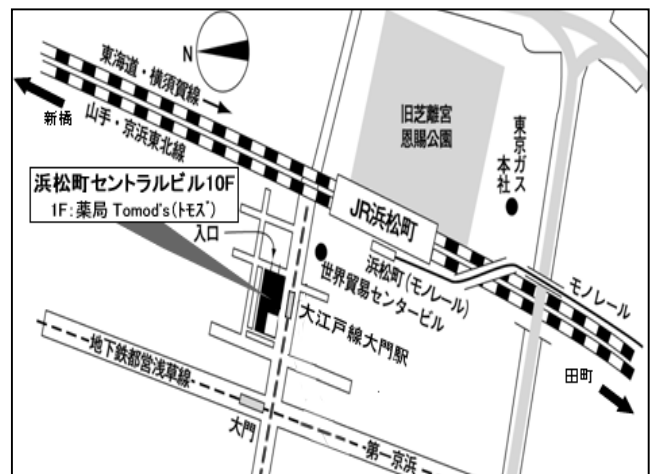 N
東海道・横須賀線
新橋
山手・京浜東北線
旧芝離宮
恩賜公園
東京ガス
本社
浜松町セントラルビル10F
1F:薬局 Tomod's(トモズ)
入口
JR浜松町
浜松町(モノレール)
世界貿易センタービル
モノレール
大江戸線大門駅
地下鉄都営浅草線
田町
大門
第一京浜